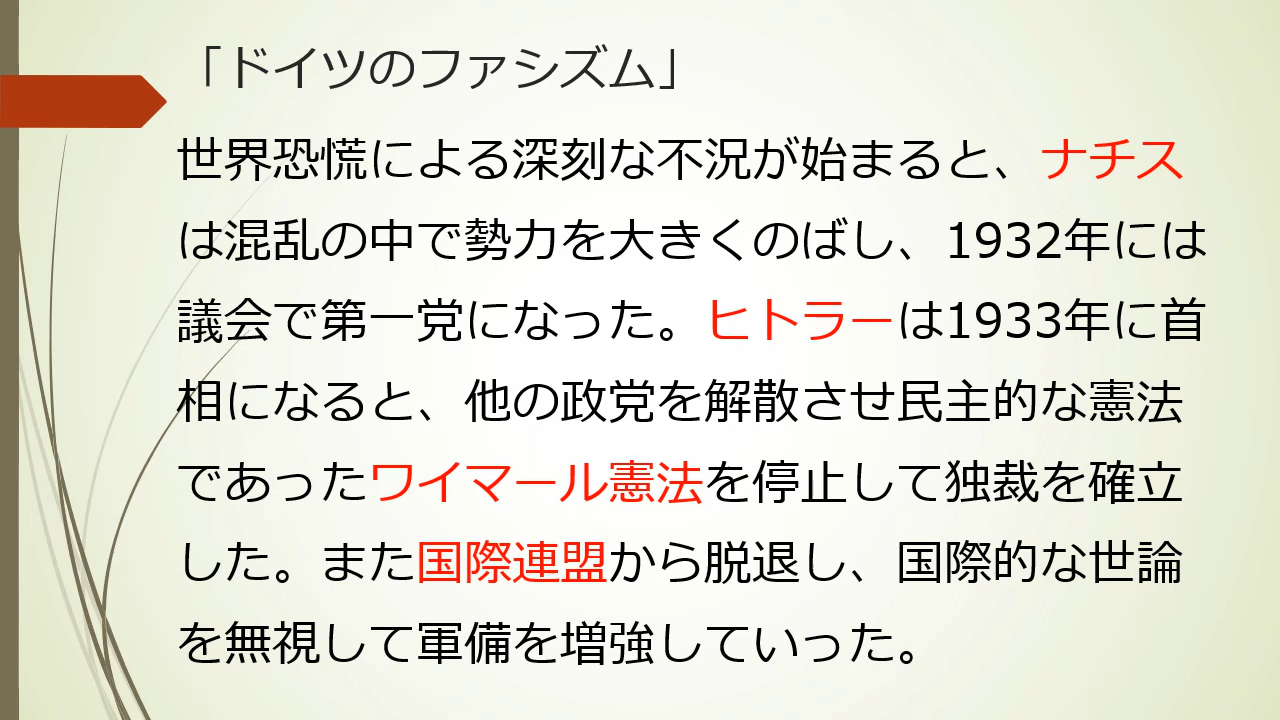 「ドイツのファシズム」
世界恐慌による深刻な不況が始まると、ナチス
は混乱の中で勢力を大きくのばし、1932年には
議会で第一党になった。ヒトラーは1933年に首
相になると、他の政党を解散させ民主的な憲法
であったワイマール憲法を停止して独裁を確立
した。また国際連盟から脱退し、国際的な世論
を無視して軍備を増強していった。